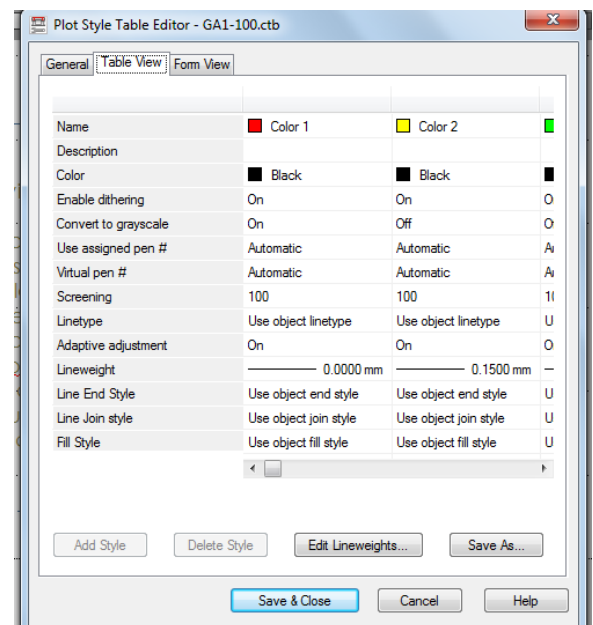 Plot Style Table Editor - GA1-100.ctb
General Table View Form View
Name Color 1 Color 2
Description
Color Black Black
Enable dithering On On
Convert to grayscale On Off
Use assigned pen # Automatic Automatic
Virtual pen # Automatic Automatic
Screening 100 100
Linetype Use object linetype Use object linetype
Adaptive adjustment On On
Lineweight 0.0000 mm 0.1500 mm
Line End Style Use object end style Use object end style
Line Join style Use object join style Use object join style
Fill Style Use object fill style Use object fill style
Add Style Delete Style Edit Lineweights... Save As...
Save & Close Cancel Help